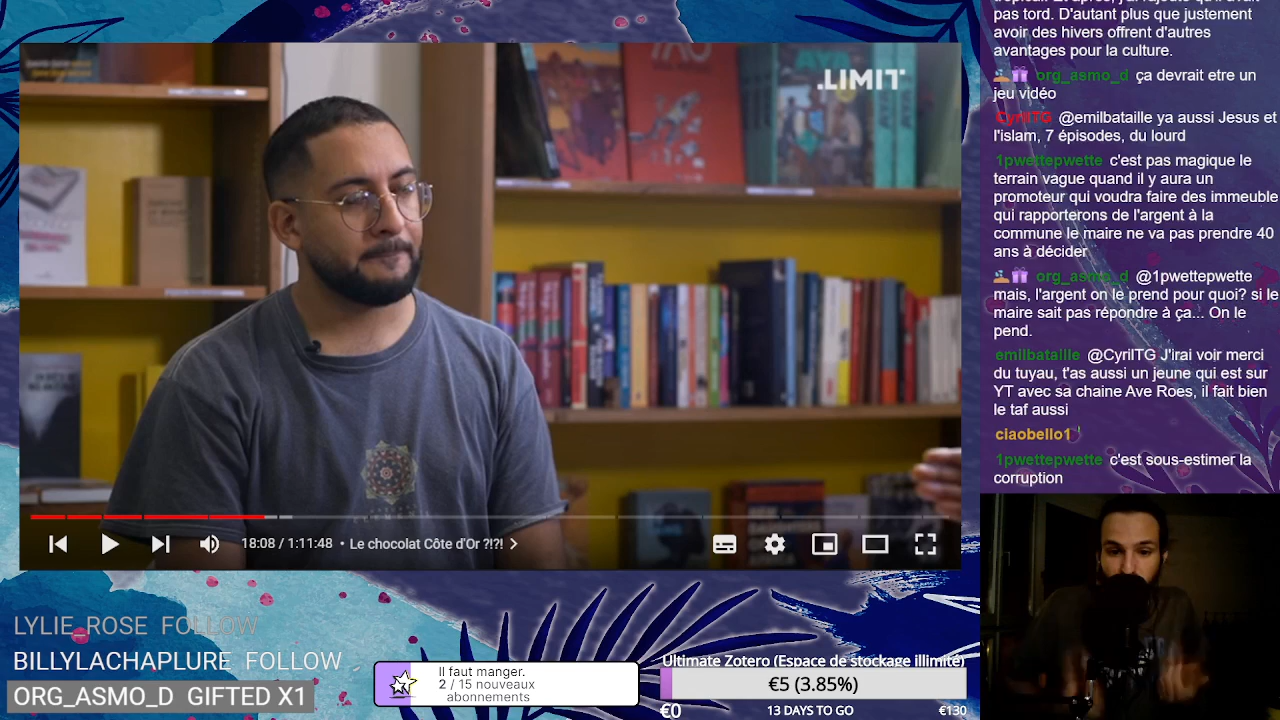 .LIMIT
18:08 / 1:11:48 • Le chocolat Côte d'Or ?!?!
pas tord. D'autant plus que justement
avoir des hivers offrent d'autres
avantages pour la culture.
org_asmo_d ça devrait etre un
jeu vidéo
CyrilTG @emilbataille ya aussi Jesus et
l'islam, 7 épisodes, du lourd
1pwettepwette c'est pas magique le
terrain vague quand il y aura un
promoteur qui voudra faire des immeuble
qui rapporterons de l'argent à la
commune le maire ne va pas prendre 40
ans à décider
org_asmo_d @1pwettepwette
mais, l'argent on le prend pour quoi? si le
maire sait pas répondre à ça... On le
pend.
emilbataille @CyrilTG J'irai voir merci
du tuyau, t'as aussi un jeune qui est sur
YT avec sa chaine Ave Roes, il fait bien
le taf aussi
ciaobello1 '
1pwettepwette c'est sous-estimer la
corruption
LYLIE_ROSE FOLLOW
BILLYLACHAPLURE FOLLOW
ORG_ASMO_D GIFTED X1
Il faut manger.
2 / 15 nouveaux
abonnements
Ultimate Zotero (Espace de stockage illimité)
€5 (3.85%)
€0 13 DAYS TO GO €130